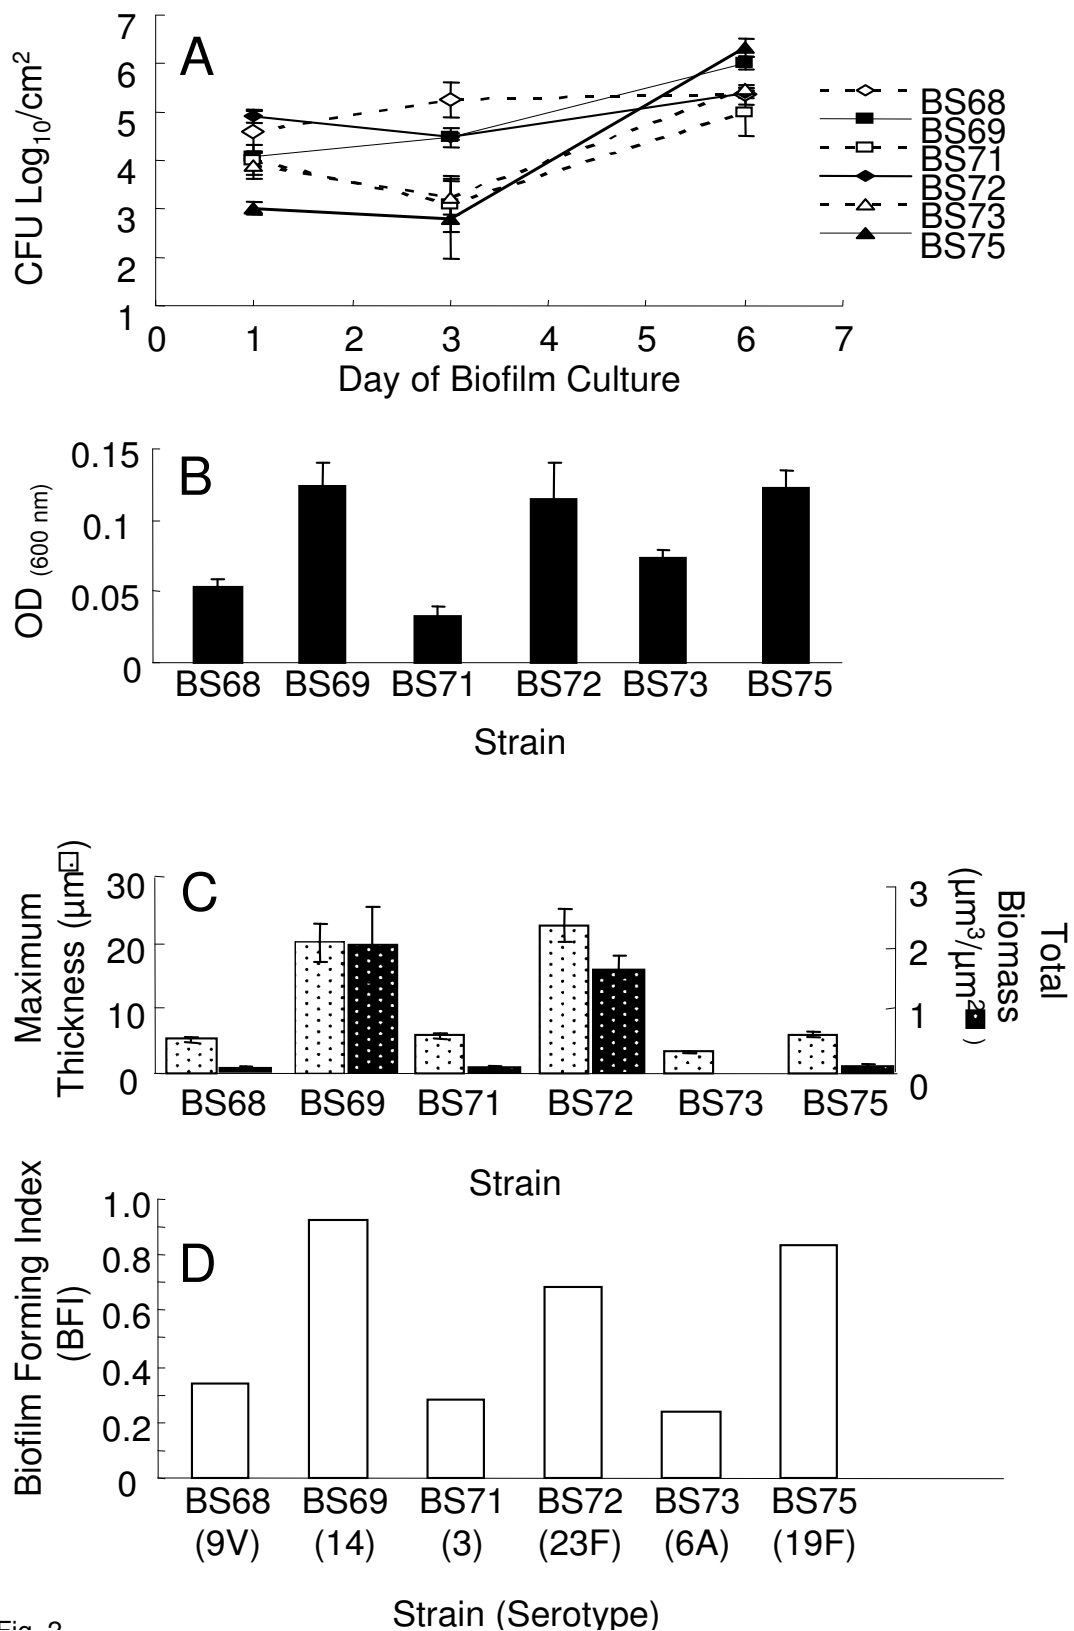 A
CFU Log10/cm2
7
6
5
4
3
2
1
0 1 2 3 4 5 6 7
Day of Biofilm Culture
BS68
BS69
BS71
BS72
BS73
BS75
B
OD (600 nm)
0.15
0.1
0.05
0
BS68 BS69 BS71 BS72 BS73 BS75
Strain
C
Maximum
Thickness (µm)
30
20
10
0
3
2
1
0
Total
Biomass
(µm3/µm2 )
BS68 BS69 BS71 BS72 BS73 BS75
Strain
D
Biofilm Forming Index
(BFI)
1.0
0.8
0.6
0.4
0.2
0
BS68 BS69 BS71 BS72 BS73 BS75
(9V) (14) (3) (23F) (6A) (19F)
Strain (Serotype)
Fig. 2